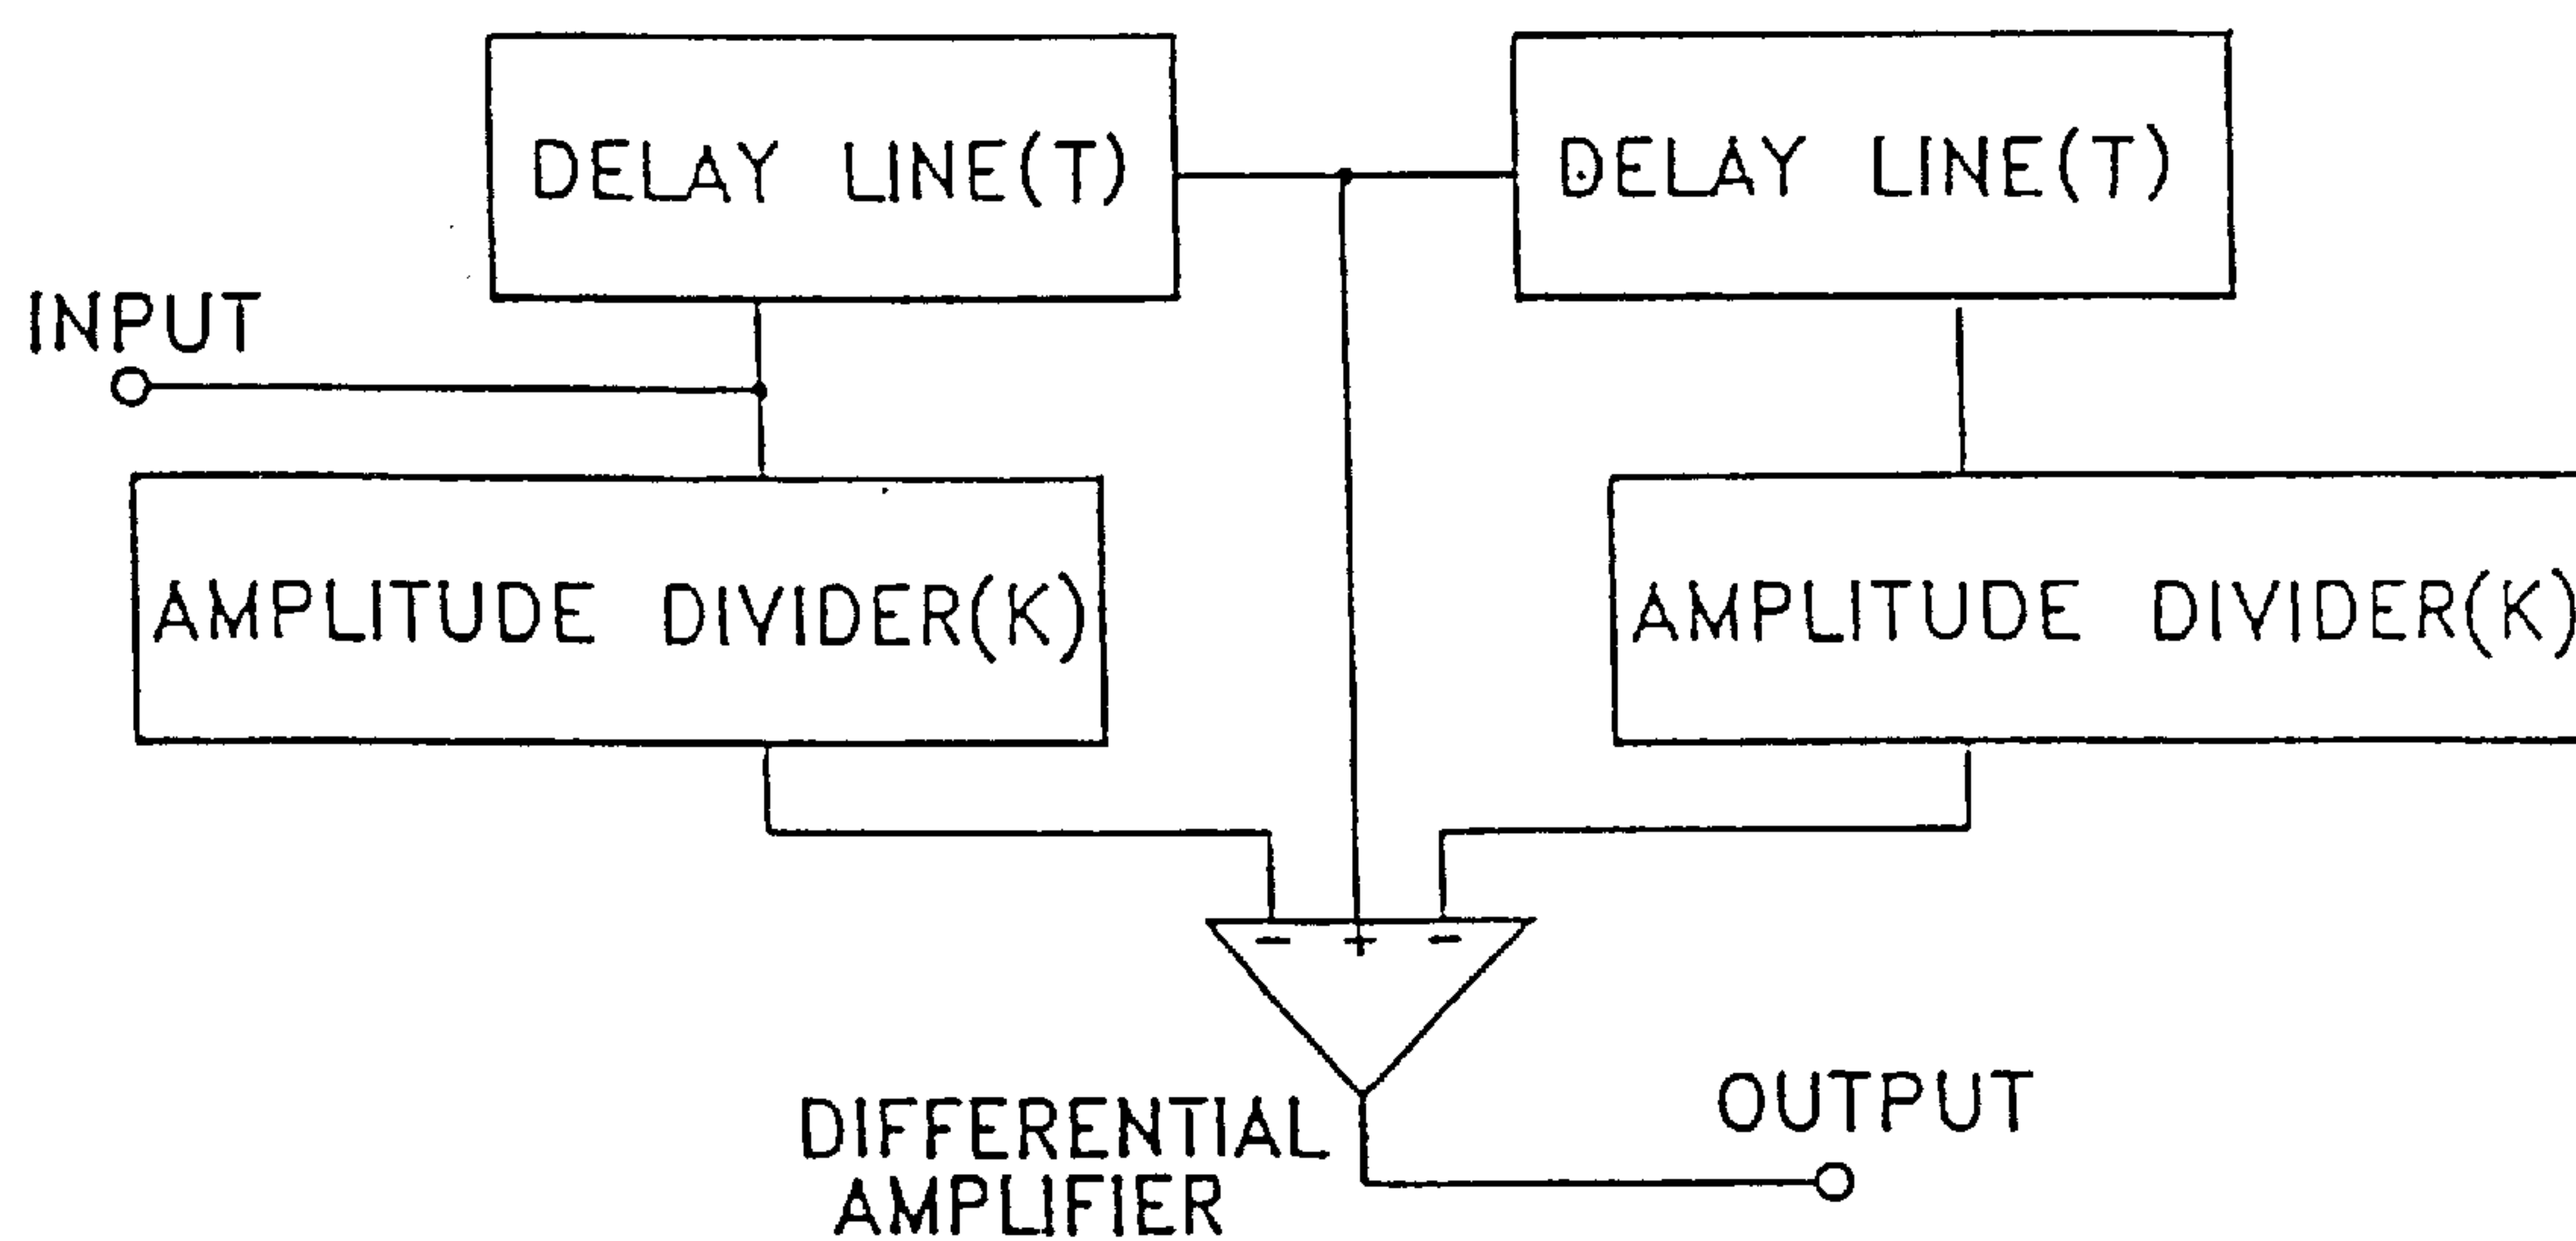 DELAY LINE(T)
DELAY LINE(T)
INPUT
AMPLITUDE DIVIDER(K)
AMPLITUDE DIVIDER(K)
- + -
DIFFERENTIAL
AMPLIFIER
OUTPUT